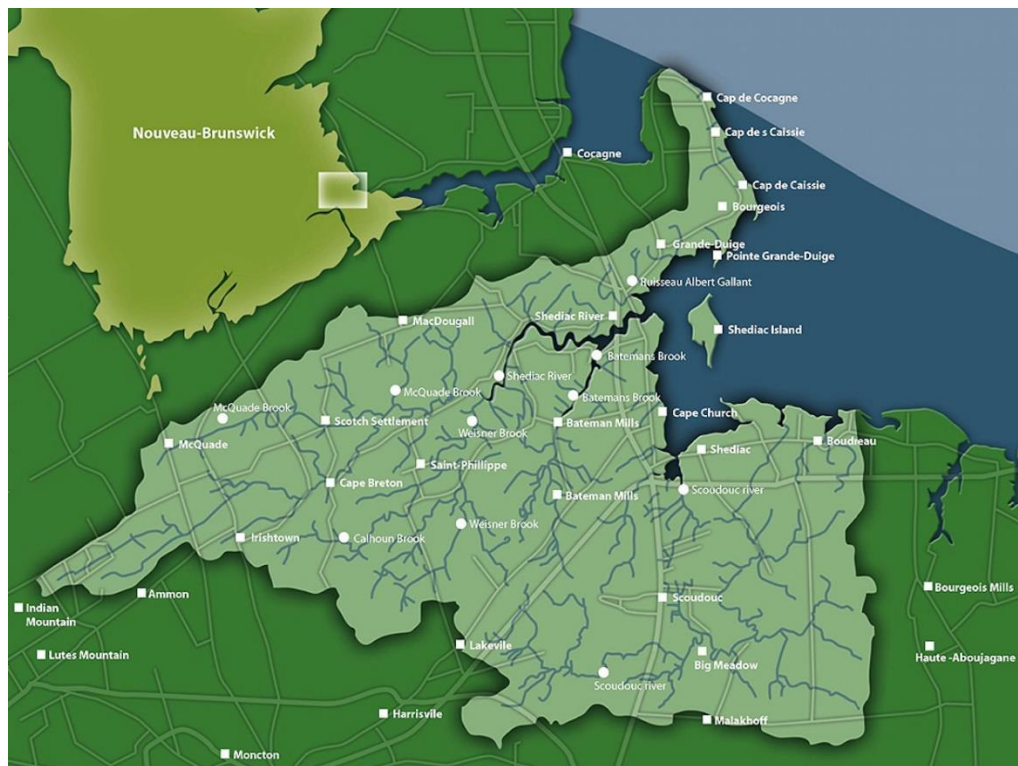 Cap de Cocagne
Nouveau-Brunswick
Cap de s Caissie
Cocagne
Cap de Caissie
Bourgeois
Grande-Duige
Pointe Grande-Duige
Ruisseau Albert Gallant
Shediac River
MacDougall
Shediac Island
Batemans Brook
Shediac River
McQuade Brook
Batemans Brook
McQuade Brook
Cape Church
Scotch Settlement
Bateman Mills
Weisner Brook
McQuade
Boudreau
Shediac
Saint-Phillippe
Cape Breton
Scoudouc river
Bateman Mills
Weisner Brook
Irishtown
Calhoun Brook
Bourgeois Mills
Ammon
Scoudouc
Indian
Mountain
Lakevile
Lutes Mountain
Haute -Aboujagane
Big Meadow
Scoudouc river
Harrisvile
Malakhoff
Moncton